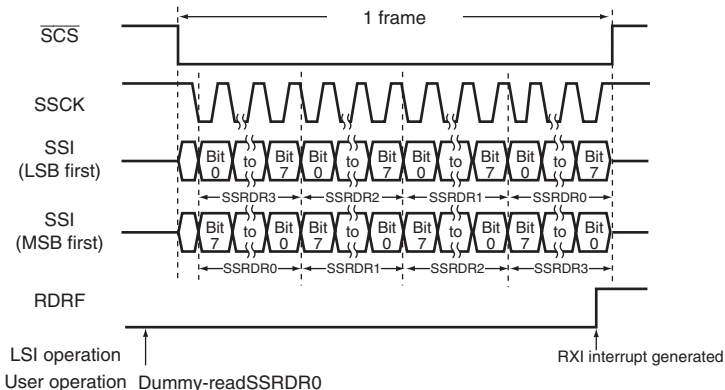 1 frame
SCS
SSCK
SSI
(LSB first)
Bit 0 to Bit 7 Bit 0 to Bit 7 Bit 0 to Bit 7 Bit 0 to Bit 7
SSRDR3 SSRDR2 SSRDR1 SSRDR0
SSI
(MSB first)
Bit 7 to Bit 0 Bit 7 to Bit 0 Bit 7 to Bit 0 Bit 7 to Bit 0
SSRDR0 SSRDR1 SSRDR2 SSRDR3
RDRF
LSI operation
RXI interrupt generated
User operation Dummy-readSSRDR0